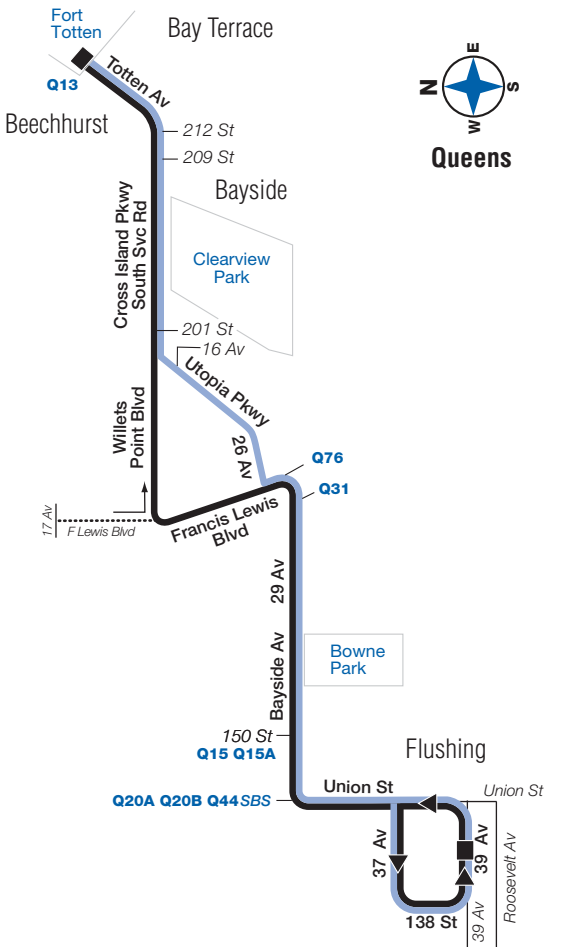 Fort
Totten
Bay Terrace
Q13
Totten Av
Beechhurst
212 St
209 St
N
E
S
W
Queens
Bayside
Cross Island Pkwy
South Svc Rd
Clearview
Park
201 St
16 Av
Utopia Pkwy
Willets
Point Blvd
26 Av
Q76
Q31
17 Av
F Lewis Blvd
Francis Lewis
Blvd
29 Av
Bayside Av
Bowne
Park
150 St
Q15 Q15A
Flushing
Q20A Q20B Q44SBS
Union St
Union St
37 Av
39 Av
Roosevelt Av
138 St
39 Av